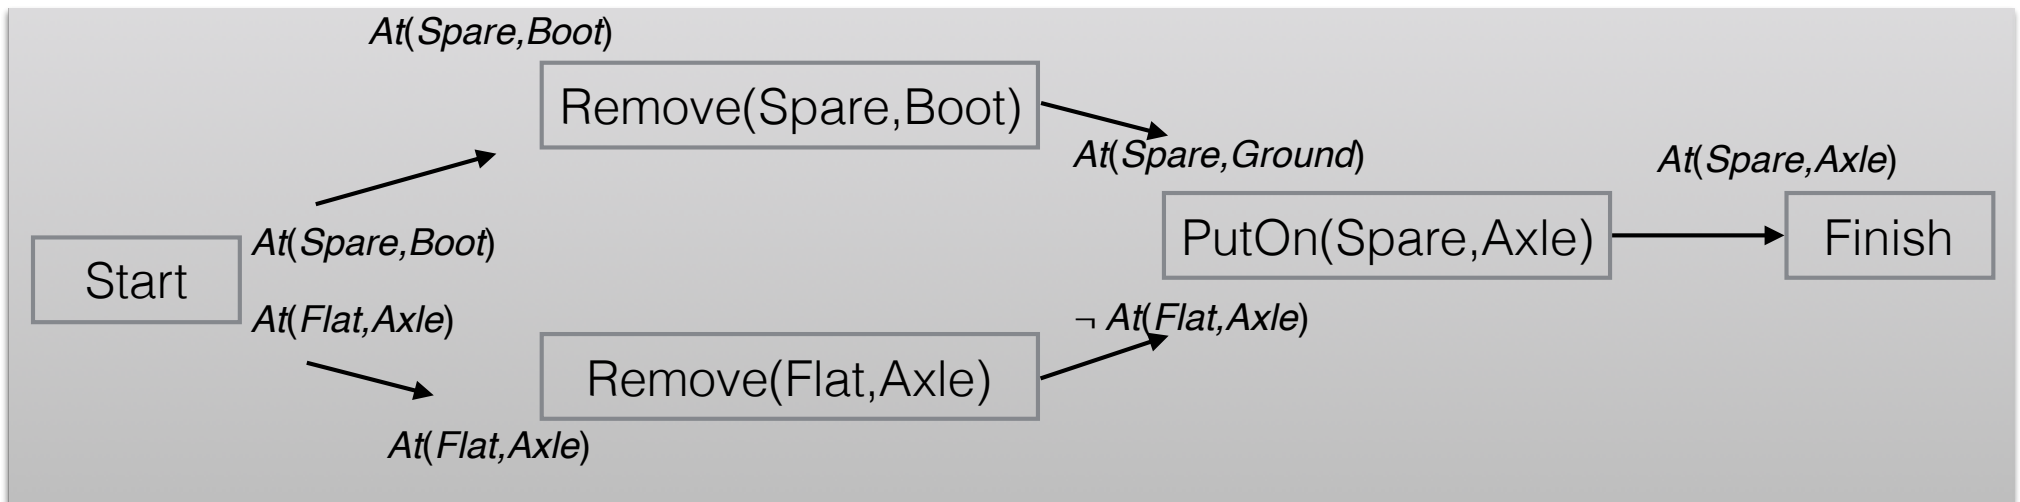 At(Spare,Boot)
Remove(Spare,Boot)
At(Spare,Ground)
At(Spare,Axle)
Start
At(Spare,Boot)
At(Flat,Axle)
PutOn(Spare,Axle)
Finish
¬ At(Flat,Axle)
Remove(Flat,Axle)
At(Flat,Axle)